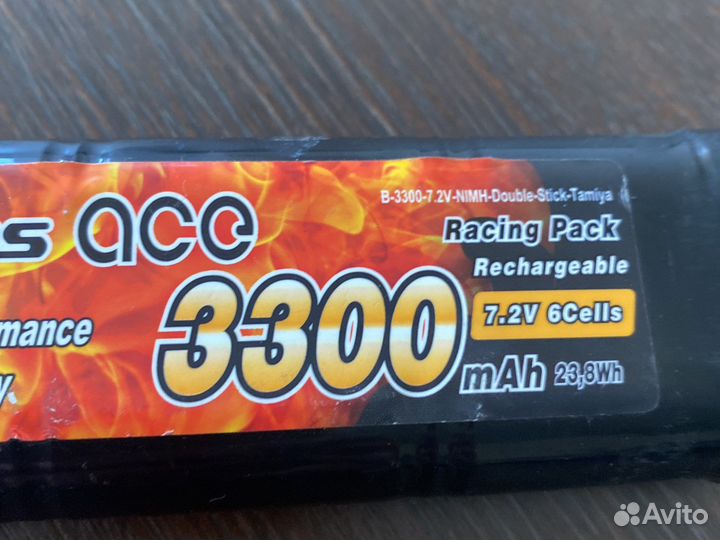 B-3300-7.2V-NIMH-Double-Stick-Tamiya
s ace
Racing Pack
Rechargeable
7.2V 6Cells
3300
mAh 23,8Wh
mance
y
Avito